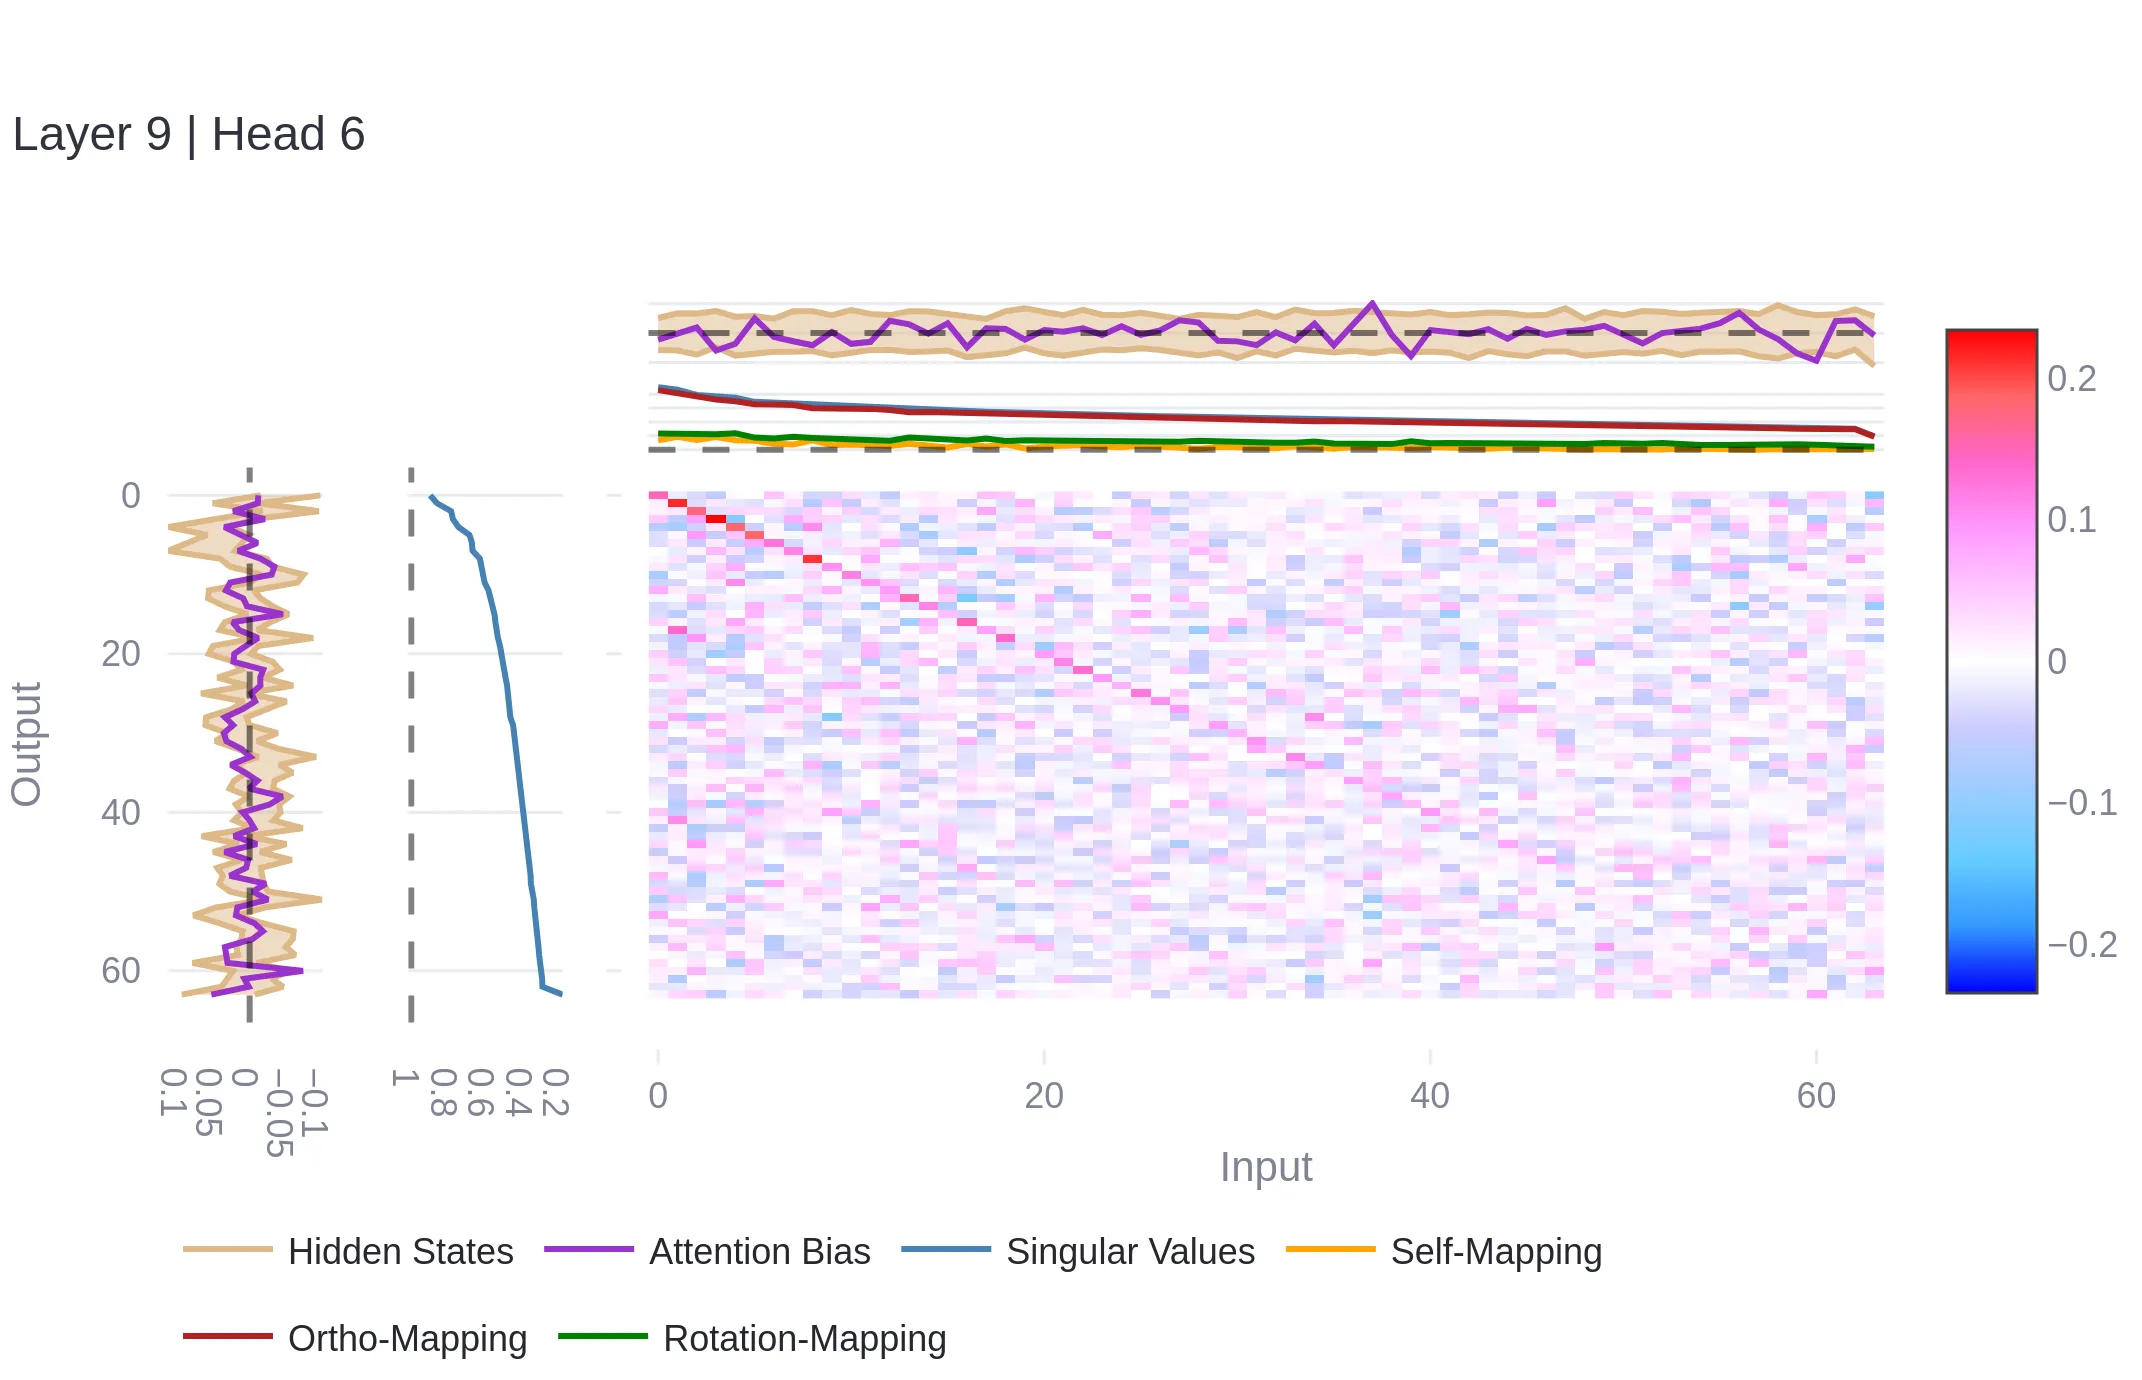 Layer 9 | Head 6
Output
0
20
40
60
0.1
0.05
0
−0.05
−0.1
1
0.8
0.6
0.4
0.2
0
20
40
60
Input
0.2
0.1
0
−0.1
−0.2
Hidden States
Attention Bias
Singular Values
Self-Mapping
Ortho-Mapping
Rotation-Mapping